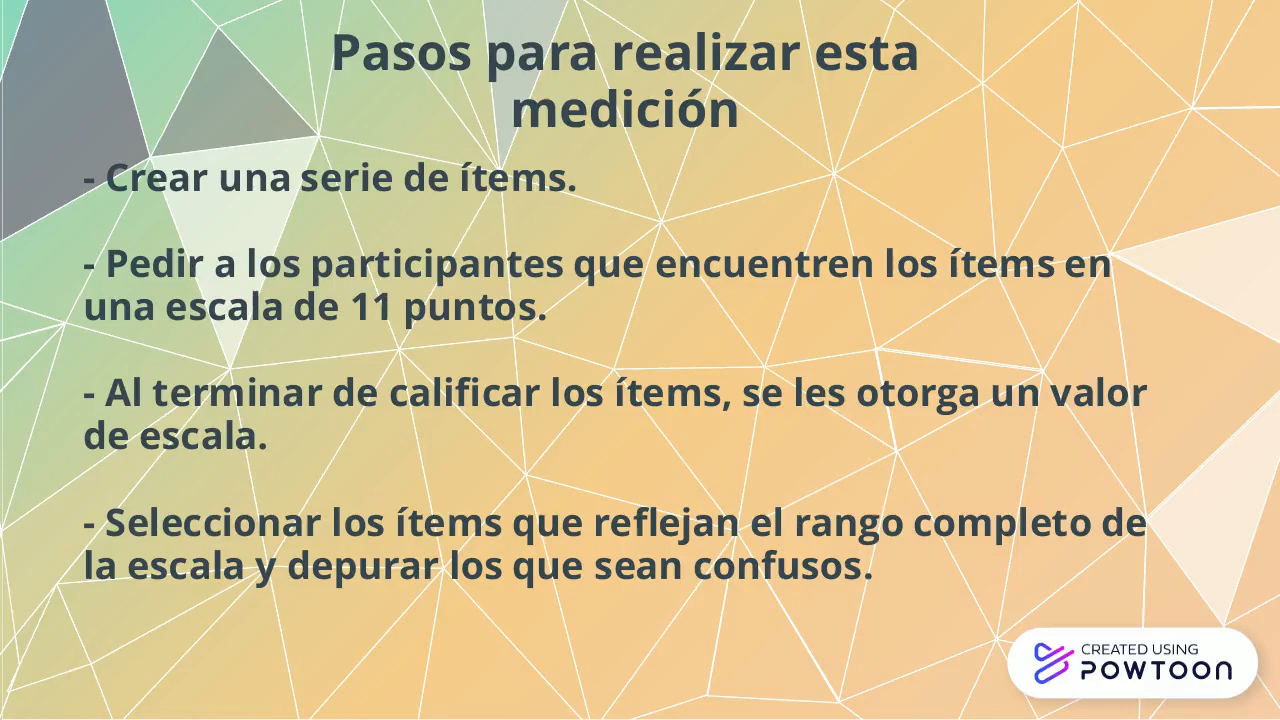 Pasos para realizar esta
medición
- Crear una serie de ítems.
- Pedir a los participantes que encuentren los ítems en
una escala de 11 puntos.
- Al terminar de calificar los ítems, se les otorga un valor
de escala.
- Seleccionar los ítems que reflejan el rango completo de
la escala y depurar los que sean confusos.
CREATED USING
POWTOON